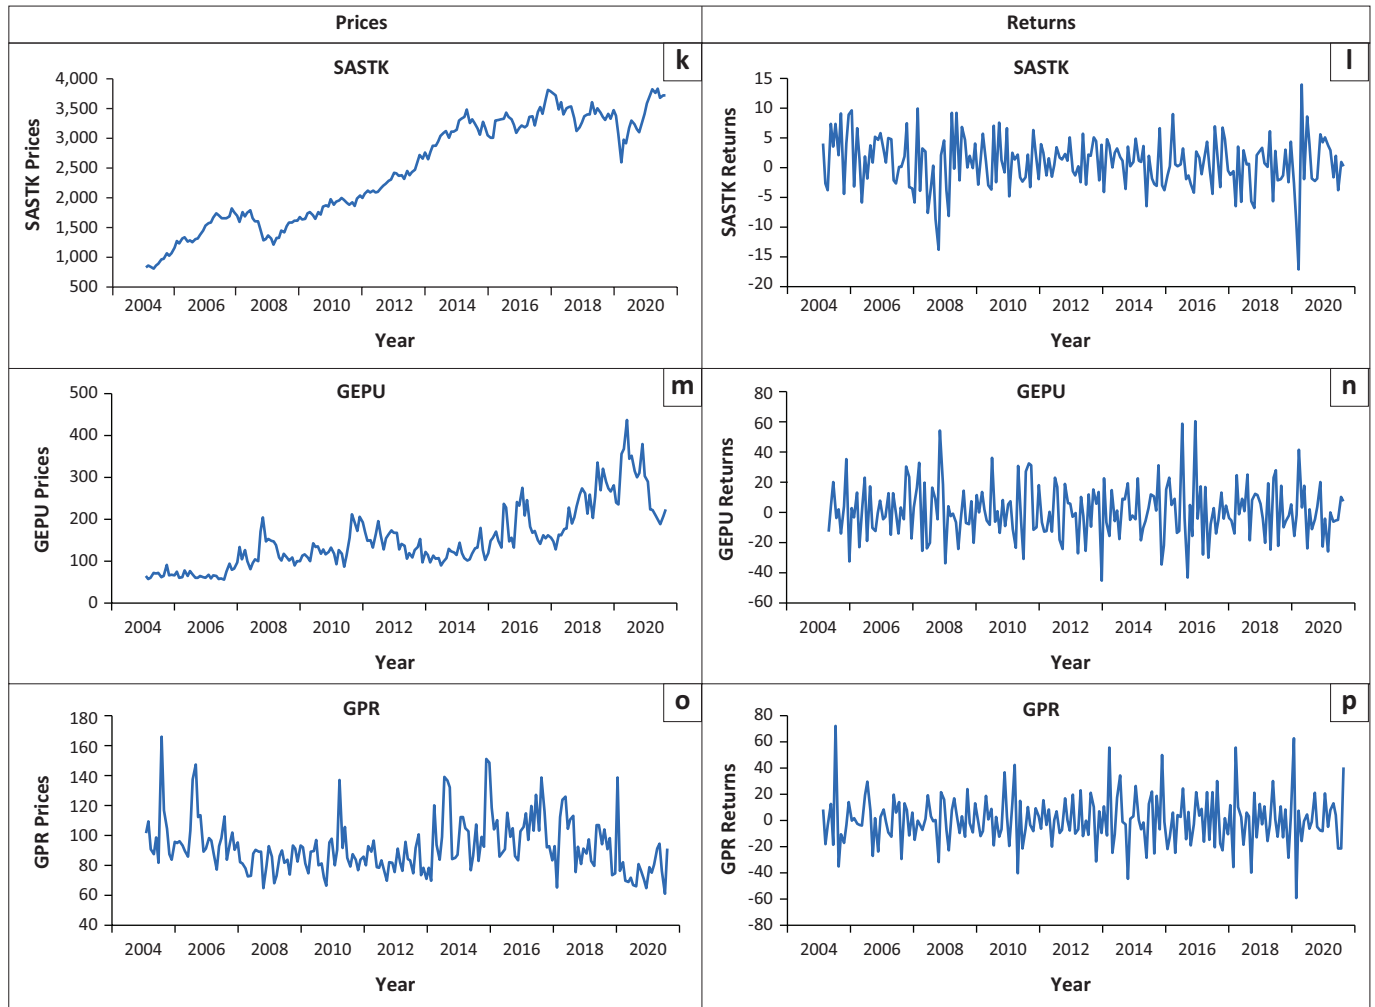 Prices
Returns
k
SASTK
4,000
3,500
3,000
2,500
2,000
1,500
1,000
500
SASTK Prices
2004 2006 2008 2010 2012 2014 2016 2018 2020
Year
l
SASTK
15
10
5
0
-5
-10
-15
-20
SASTK Returns
2004 2006 2008 2010 2012 2014 2016 2018 2020
Year
m
GEPU
500
400
300
200
100
0
GEPU Prices
2004 2006 2008 2010 2012 2014 2016 2018 2020
Year
n
GEPU
80
60
40
20
0
-20
-40
-60
GEPU Returns
2004 2006 2008 2010 2012 2014 2016 2018 2020
Year
o
GPR
180
160
140
120
100
80
60
40
GPR Prices
2004 2006 2008 2010 2012 2014 2016 2018 2020
Year
p
GPR
80
60
40
20
0
-20
-40
-60
-80
GPR Returns
2004 2006 2008 2010 2012 2014 2016 2018 2020
Year